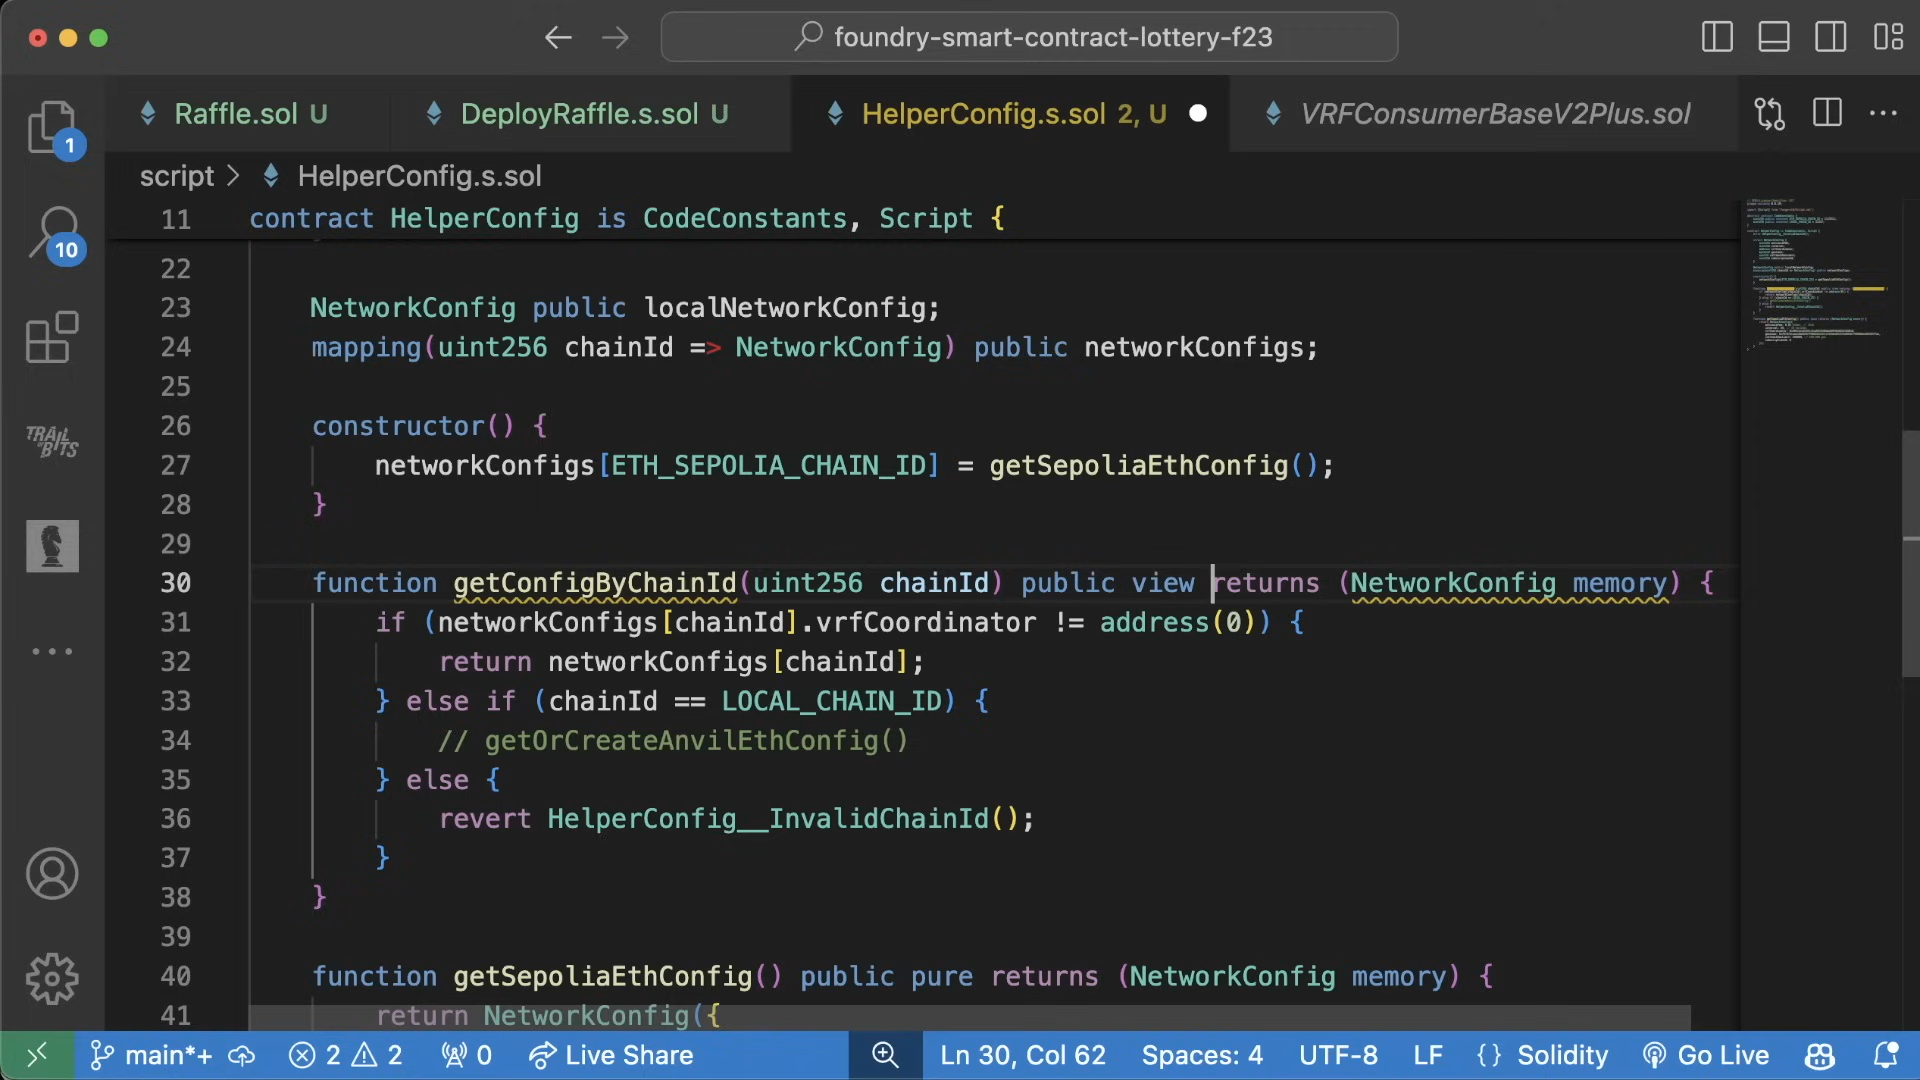 foundry-smart-contract-lottery-f23
Raffle.sol U
DeployRaffle.s.sol U
HelperConfig.s.sol 2, U
VRFConsumerBaseV2Plus.sol
1
script > HelperConfig.s.sol
11 contract HelperConfig is CodeConstants, Script {
10
22
23 NetworkConfig public localNetworkConfig;
24 mapping(uint256 chainId => NetworkConfig) public networkConfigs;
25
26 constructor() {
27 networkConfigs[ETH_SEPOLIA_CHAIN_ID] = getSepoliaEthConfig();
28 }
29
30 function getConfigByChainId(uint256 chainId) public view returns (NetworkConfig memory) {
31 if (networkConfigs[chainId].vrfCoordinator != address(0)) {
32 return networkConfigs[chainId];
33 } else if (chainId == LOCAL_CHAIN_ID) {
34 // getOrCreateAnvilEthConfig()
35 } else {
36 revert HelperConfig__InvalidChainId();
37 }
38 }
39
40 function getSepoliaEthConfig() public pure returns (NetworkConfig memory) {
41 return NetworkConfig({
TRAIL OF BITS
main*+ 2 2 0 Live Share Ln 30, Col 62 Spaces: 4 UTF-8 LF {} Solidity Go Live